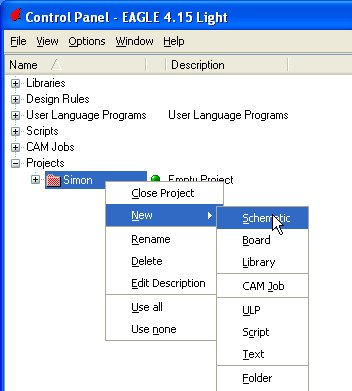 Control Panel - EAGLE 4.15 Light
File View Options Window Help
Name Description
Libraries
Design Rules
User Language Programs User Language Programs
Scripts
CAM Jobs
Projects
Simon Empty Project
Close Project
New
Rename
Delete
Edit Description
Use all
Use none
Schematic
Board
Library
CAM Job
ULP
Script
Text
Folder